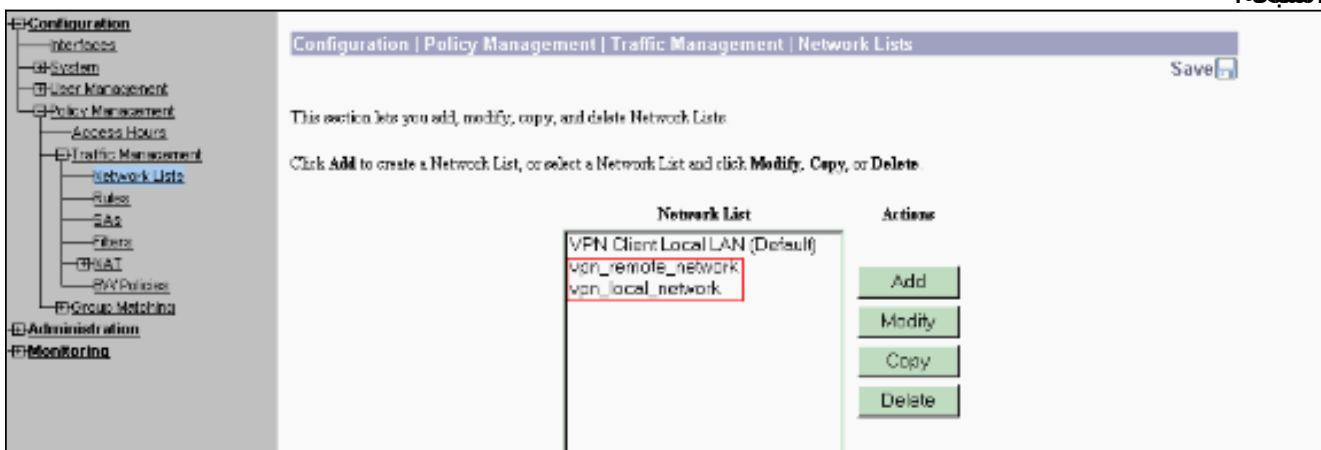 Configuration
Interfaces
System
User Management
Policy Management
Access Hours
Traffic Management
Network Lists
Rules
SAs
Filters
NAT
BW Policies
Group Matching
Administration
Monitoring
Configuration | Policy Management | Traffic Management | Network Lists
Save
This section lets you add, modify, copy, and delete Network Lists.
Click Add to create a Network List, or select a Network List and click Modify, Copy, or Delete.
Network List
Actions
VPN Client Local LAN (Default)
vpn_remote_network
vpn_local_network
Add
Modify
Copy
Delete